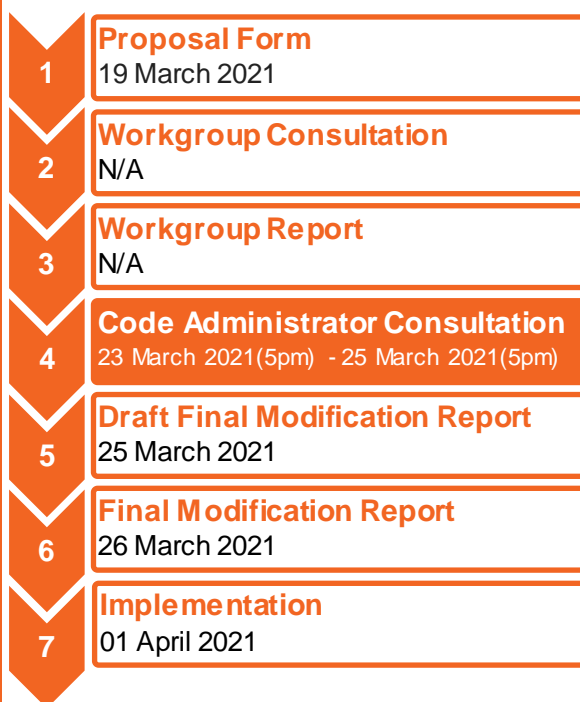 1
Proposal Form
19 March 2021
2
Workgroup Consultation
N/A
3
Workgroup Report
N/A
4
Code Administrator Consultation
23 March 2021(5pm) - 25 March 2021(5pm)
5
Draft Final Modification Report
25 March 2021
6
Final Modification Report
26 March 2021
7
Implementation
01 April 2021